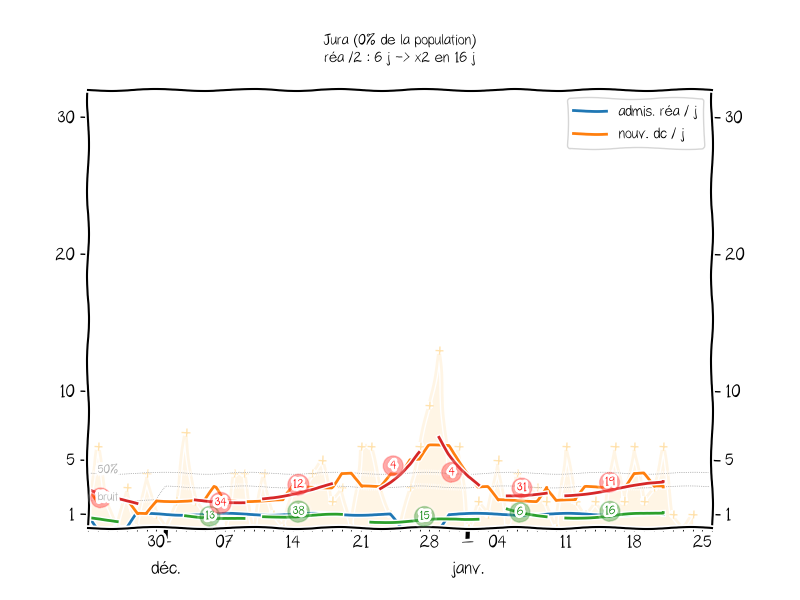 Jura (0% de la population)
réa /2 : 6 j -> x2 en 16 j
admis. réa / j
nouv. dc / j
30 30
20 20
10 10
5 5
1 1
50%
bruit
34 12 4 4 31 19
13 38 15 6 16
30 07 14 21 28 04 11 18 25
déc. janv.